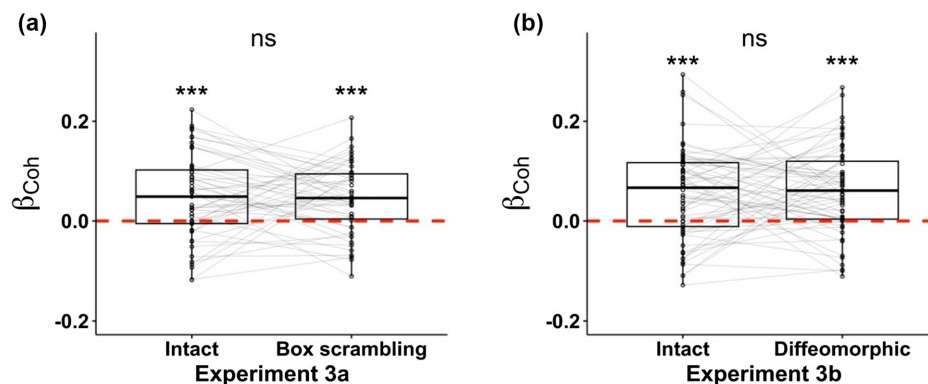 (a)
ns
*** ***
0.2
0.0
-0.2
βCoh
Intact Box scrambling
Experiment 3a
(b)
ns
*** ***
0.2
0.0
-0.2
βCoh
Intact Diffeomorphic
Experiment 3b